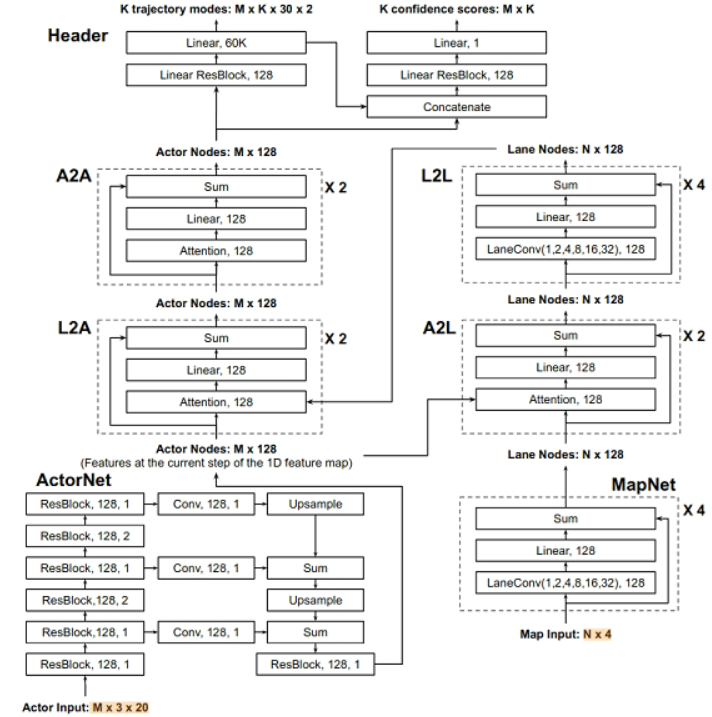 K trajectory modes: M x K x 30 x 2
K confidence scores: M x K
Header
Linear, 60K
Linear, 1
Linear ResBlock, 128
Linear ResBlock, 128
Concatenate
Actor Nodes: M x 128
Lane Nodes: N x 128
A2A
Sum
X 2
Linear, 128
Attention, 128
L2L
Sum
X 4
Linear, 128
LaneConv(1,2,4,8,16,32), 128
Actor Nodes: M x 128
Lane Nodes: N x 128
L2A
Sum
X 2
Linear, 128
Attention, 128
A2L
Sum
X 2
Linear, 128
Attention, 128
Actor Nodes: M x 128
(Features at the current step of the 1D feature map)
Lane Nodes: N x 128
ActorNet
ResBlock, 128, 1
Conv, 128, 1
Upsample
ResBlock, 128, 2
ResBlock, 128, 1
Conv, 128, 1
Sum
ResBlock,128, 2
Upsample
ResBlock,128, 1
Conv, 128, 1
Sum
ResBlock, 128, 1
ResBlock, 128, 1
Actor Input: M x 3 x 20
MapNet
Sum
X 4
Linear, 128
LaneConv(1,2,4,8,16,32), 128
Map Input: N x 4